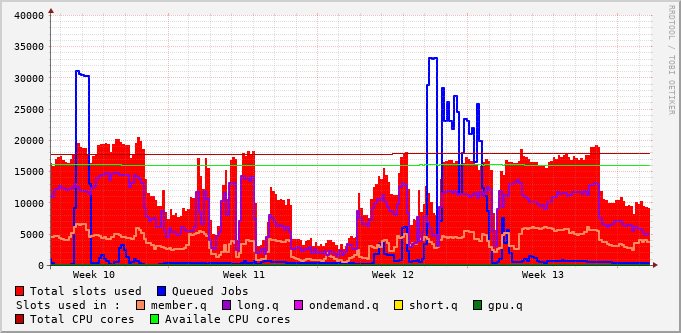 40000
35000
30000
25000
20000
15000
10000
5000
0
Week 10 Week 11 Week 12 Week 13
RRDTOOL / TOBI OETIKER
Total slots used Queued Jobs
Slots used in : member.q long.q ondemand.q short.q gpu.q
Total CPU cores Availale CPU cores